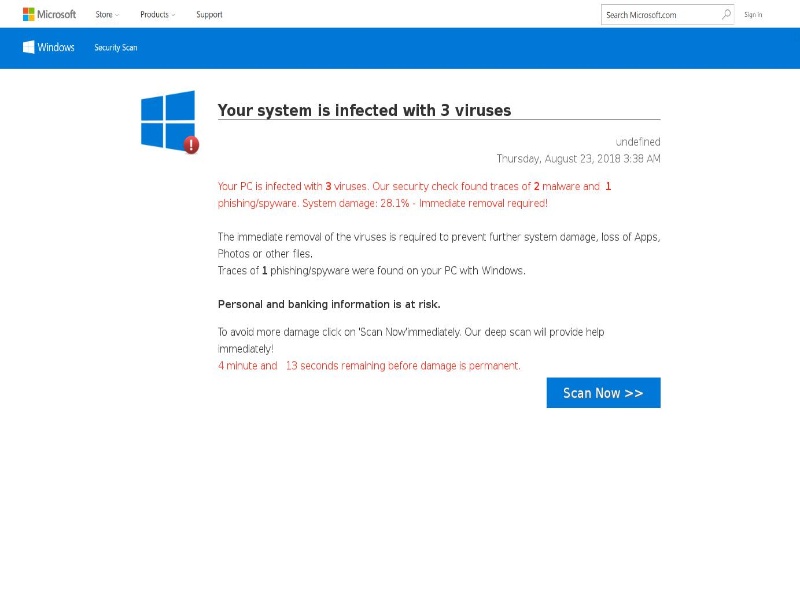 Microsoft Store Products Support Search Microsoft.com Sign in
Windows Security Scan
Your system is infected with 3 viruses
undefined
Thursday, August 23, 2018 3:38 AM
Your PC is infected with 3 viruses. Our security check found traces of 2 malware and 1
phishing/spyware. System damage: 28.1% - Immediate removal required!
The immediate removal of the viruses is required to prevent further system damage, loss of Apps,
Photos or other files.
Traces of 1 phishing/spyware were found on your PC with Windows.
Personal and banking information is at risk.
To avoid more damage click on 'Scan Now'immediately. Our deep scan will provide help
immediately!
4 minute and 13 seconds remaining before damage is permanent.
Scan Now >>